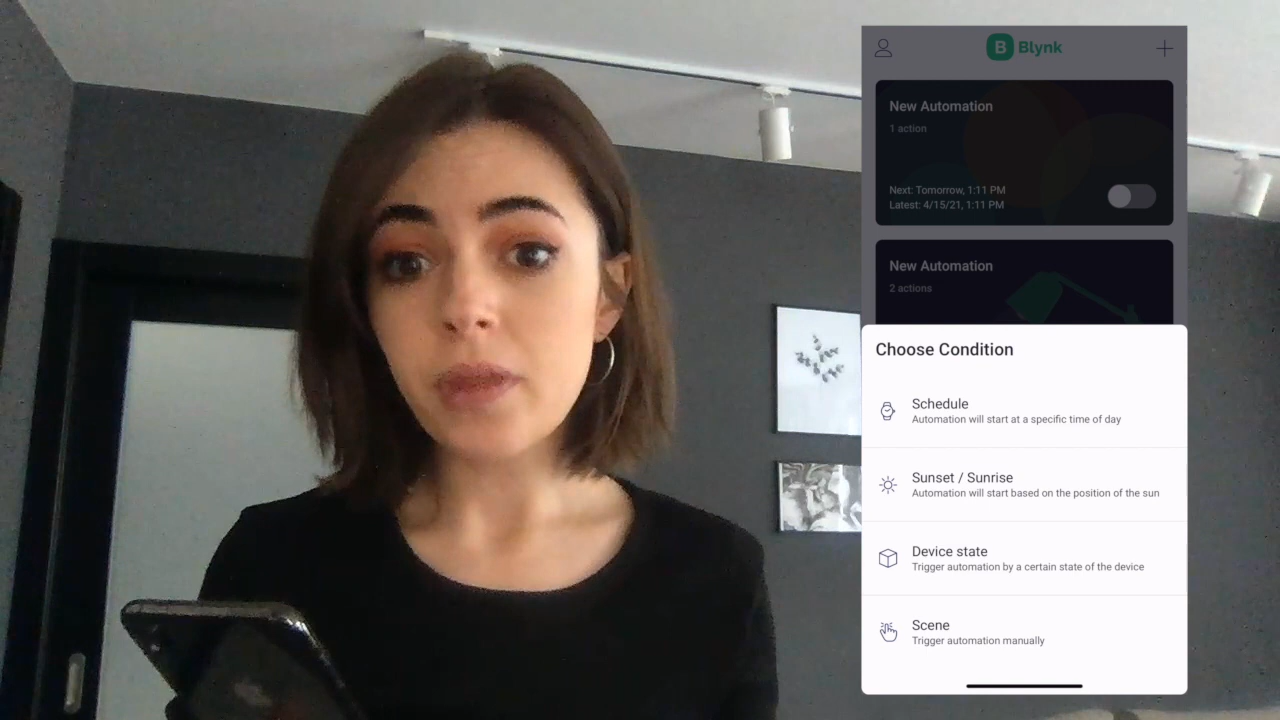 B Blynk
New Automation
1 action
Next: Tomorrow, 1:11 PM
Latest: 4/15/21, 1:11 PM
New Automation
2 actions
Choose Condition
Schedule
Automation will start at a specific time of day
Sunset / Sunrise
Automation will start based on the position of the sun
Device state
Trigger automation by a certain state of the device
Scene
Trigger automation manually